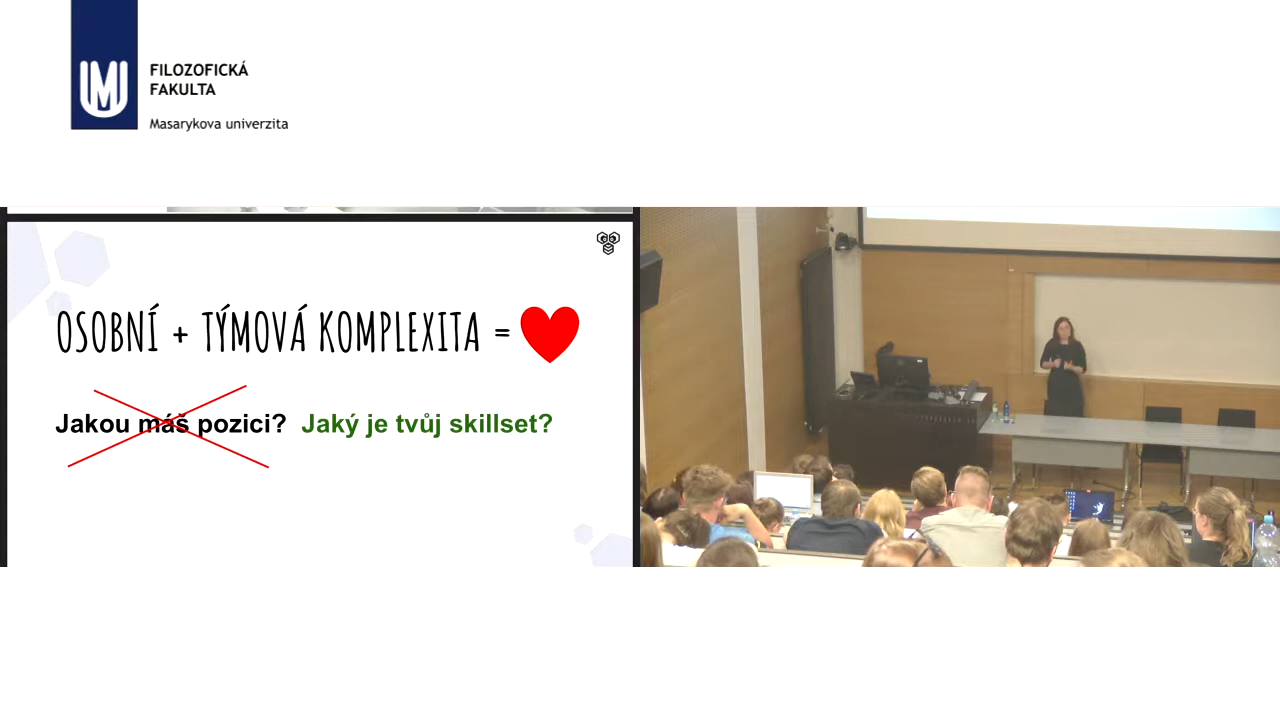 FILOZOFICKÁ
FAKULTA
Masarykova univerzita
OSOBNÍ + TÝMOVÁ KOMPLEXITA =
Jakou máš pozici? Jaký je tvůj skillset?